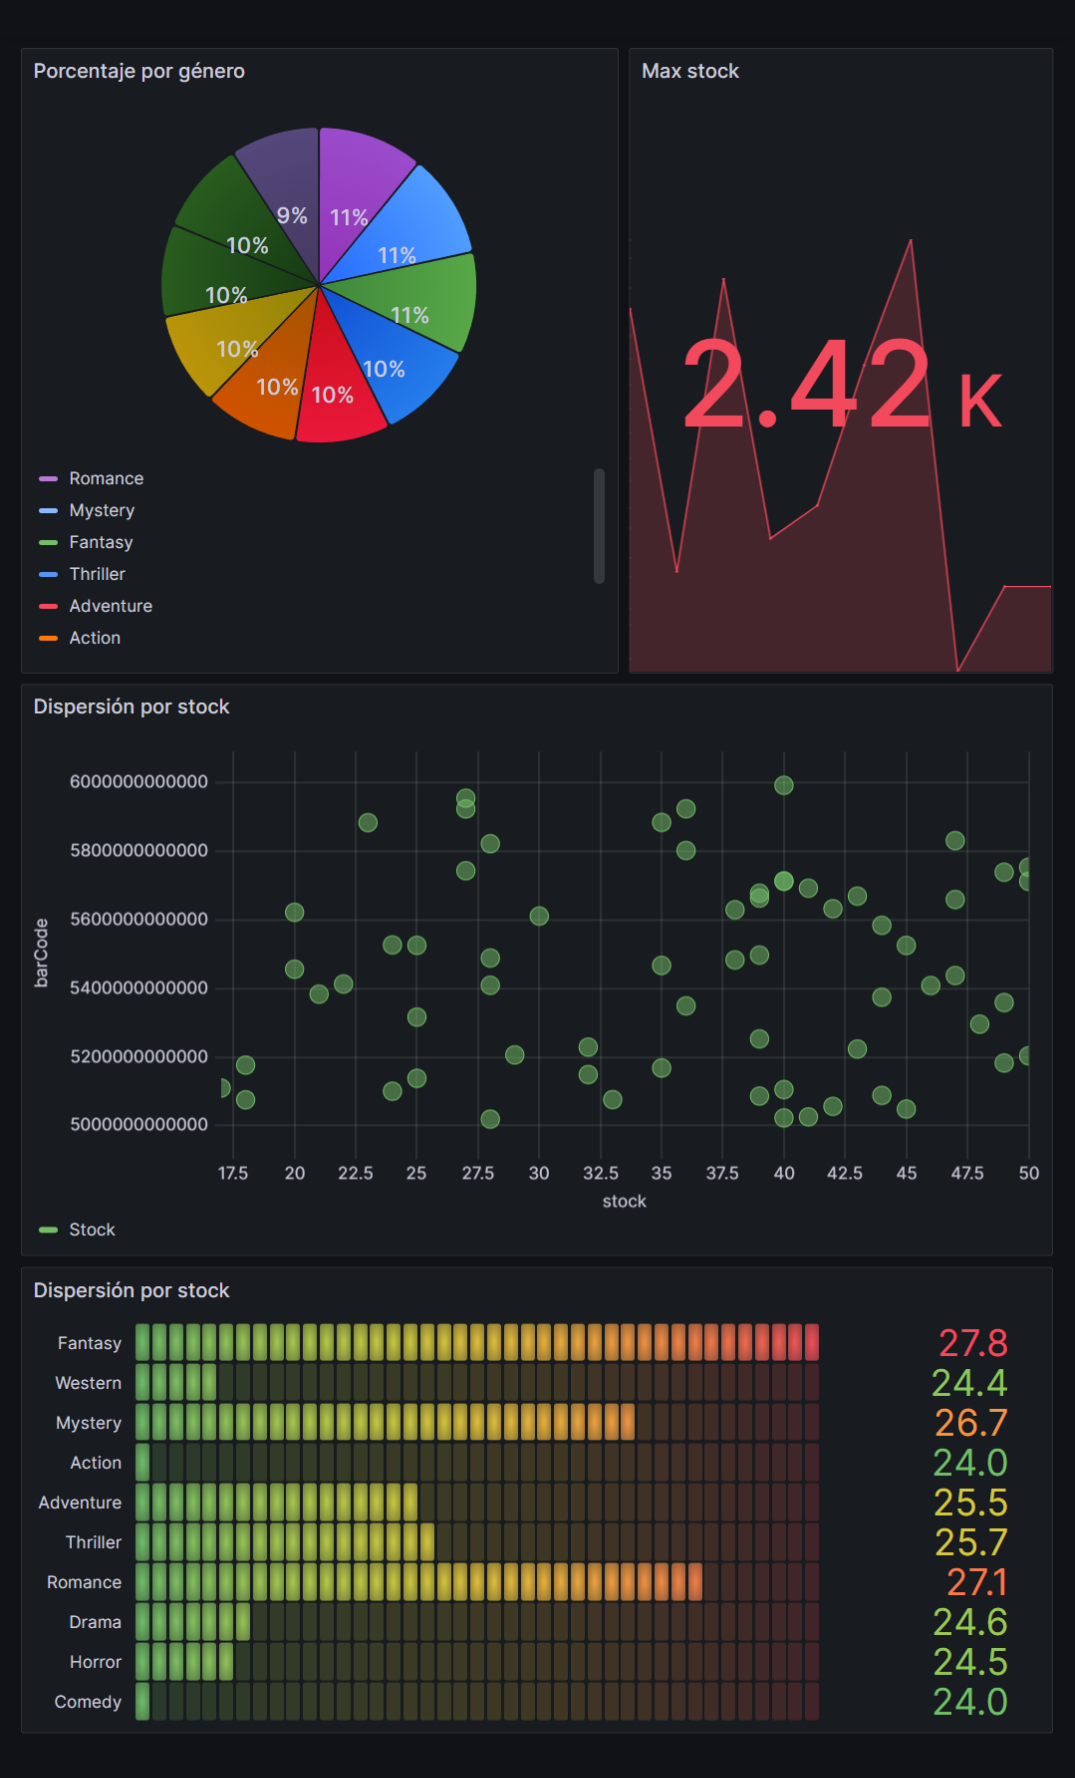 Porcentaje por género
9%
11%
11%
10%
10%
11%
10%
10%
10%
10%
Romance
Mystery
Fantasy
Thriller
Adventure
Action
Max stock
2.42 K
Dispersión por stock
6000000000000
5800000000000
5600000000000
5400000000000
5200000000000
5000000000000
barCode
17.5 20 22.5 25 27.5 30 32.5 35 37.5 40 42.5 45 47.5 50
stock
Stock
Dispersión por stock
Fantasy 27.8
Western 24.4
Mystery 26.7
Action 24.0
Adventure 25.5
Thriller 25.7
Romance 27.1
Drama 24.6
Horror 24.5
Comedy 24.0